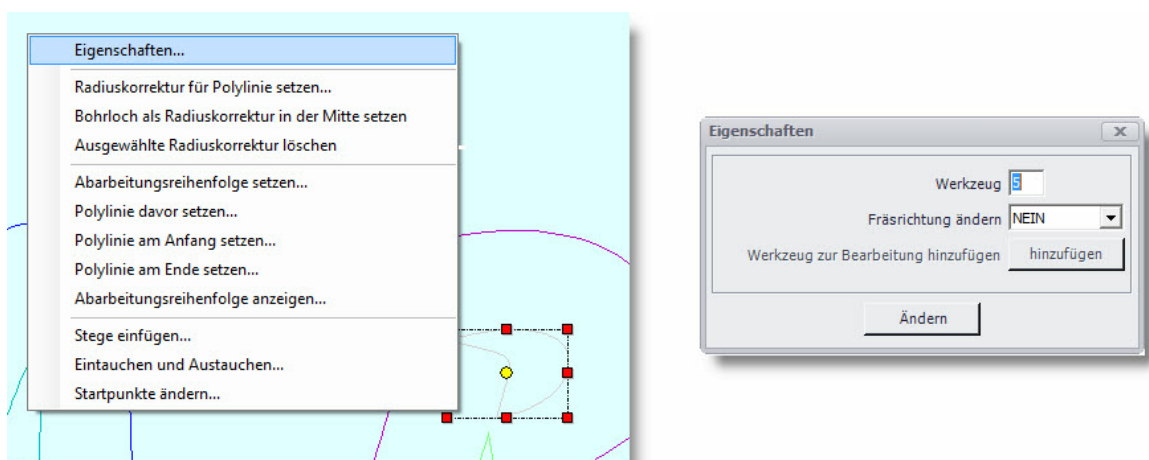 Eigenschaften...
Radiuskorrektur für Polylinie setzen...
Bohrloch als Radiuskorrektur in der Mitte setzen
Ausgewählte Radiuskorrektur löschen
Abarbeitungsreihenfolge setzen...
Polylinie davor setzen...
Polylinie am Anfang setzen...
Polylinie am Ende setzen...
Abarbeitungsreihenfolge anzeigen...
Stege einfügen...
Eintauchen und Austauchen...
Startpunkte ändern...
Eigenschaften
Werkzeug 5
Fräsrichtung ändern NEIN
Werkzeug zur Bearbeitung hinzufügen hinzufügen
Ändern